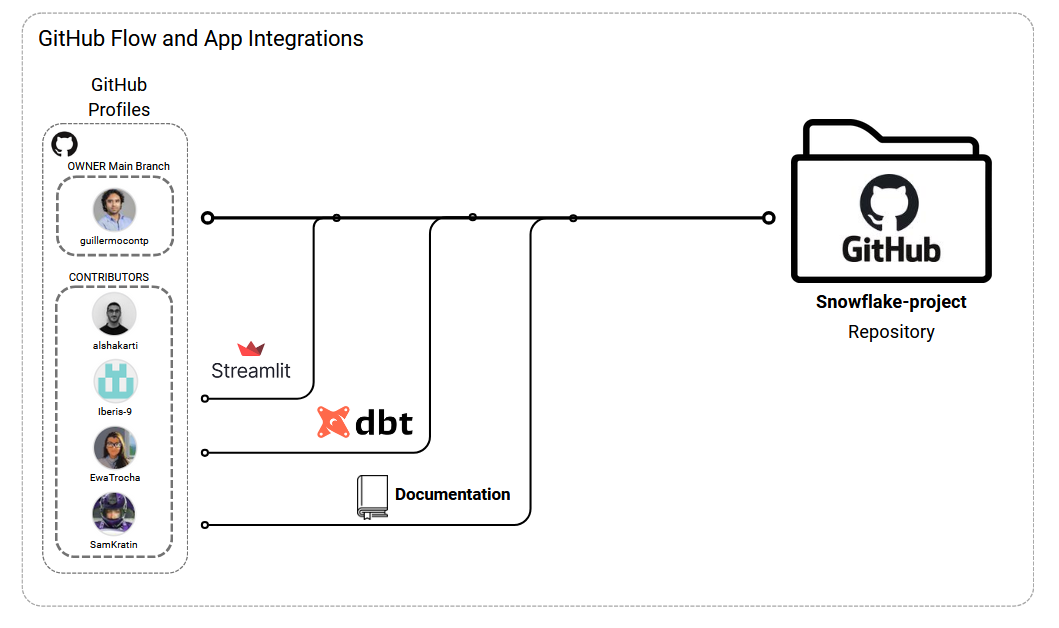 GitHub Flow and App Integrations
GitHub
Profiles
OWNER Main Branch
guillermocontp
CONTRIBUTORS
alshakarti
Iberis-9
EwaTrocha
SamKratin
Streamlit
dbt
Documentation
GitHub
Snowflake-project
Repository